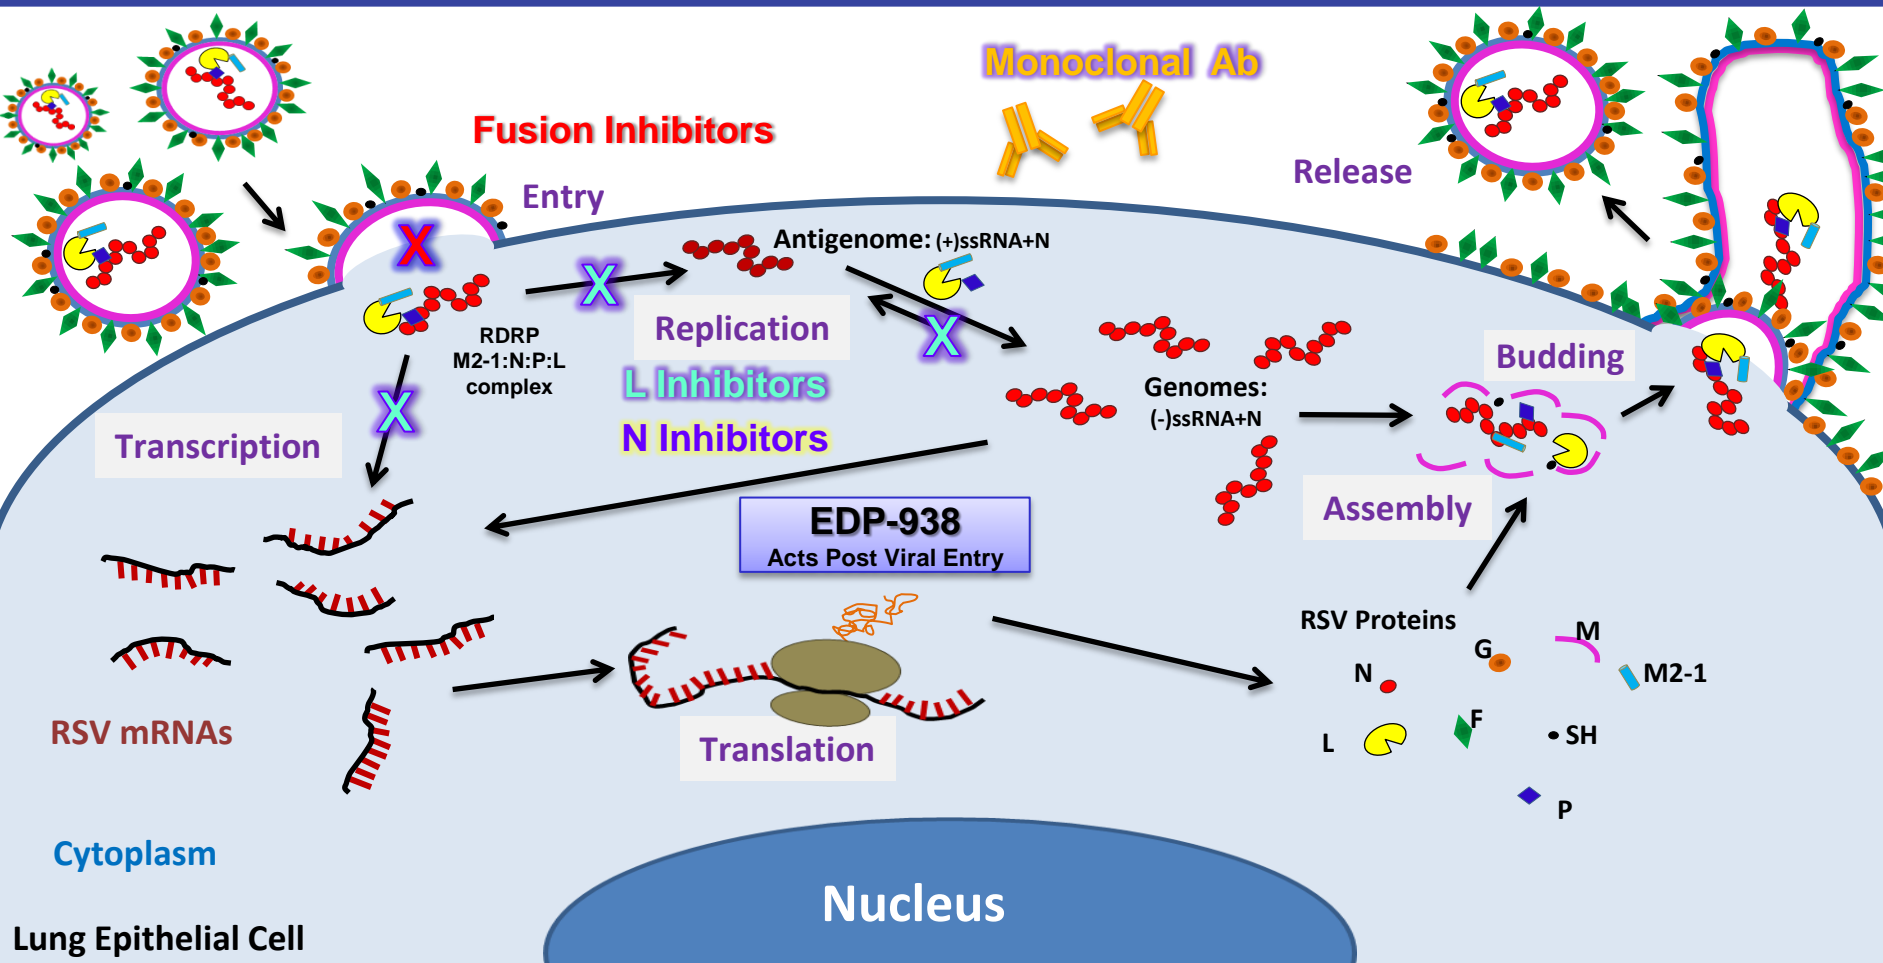 Monoclonal Ab
Fusion Inhibitors
Entry
Release
X
Antigenome: (+)ssRNA+N
X
RDRP
M2-1:N:P:L
complex
Replication
X
L Inhibitors
N Inhibitors
X
Transcription
Genomes:
(-)ssRNA+N
Budding
Assembly
EDP-938
Acts Post Viral Entry
RSV Proteins
G
M
N
M2-1
L
F
SH
P
RSV mRNAs
Translation
Cytoplasm
Nucleus
Lung Epithelial Cell